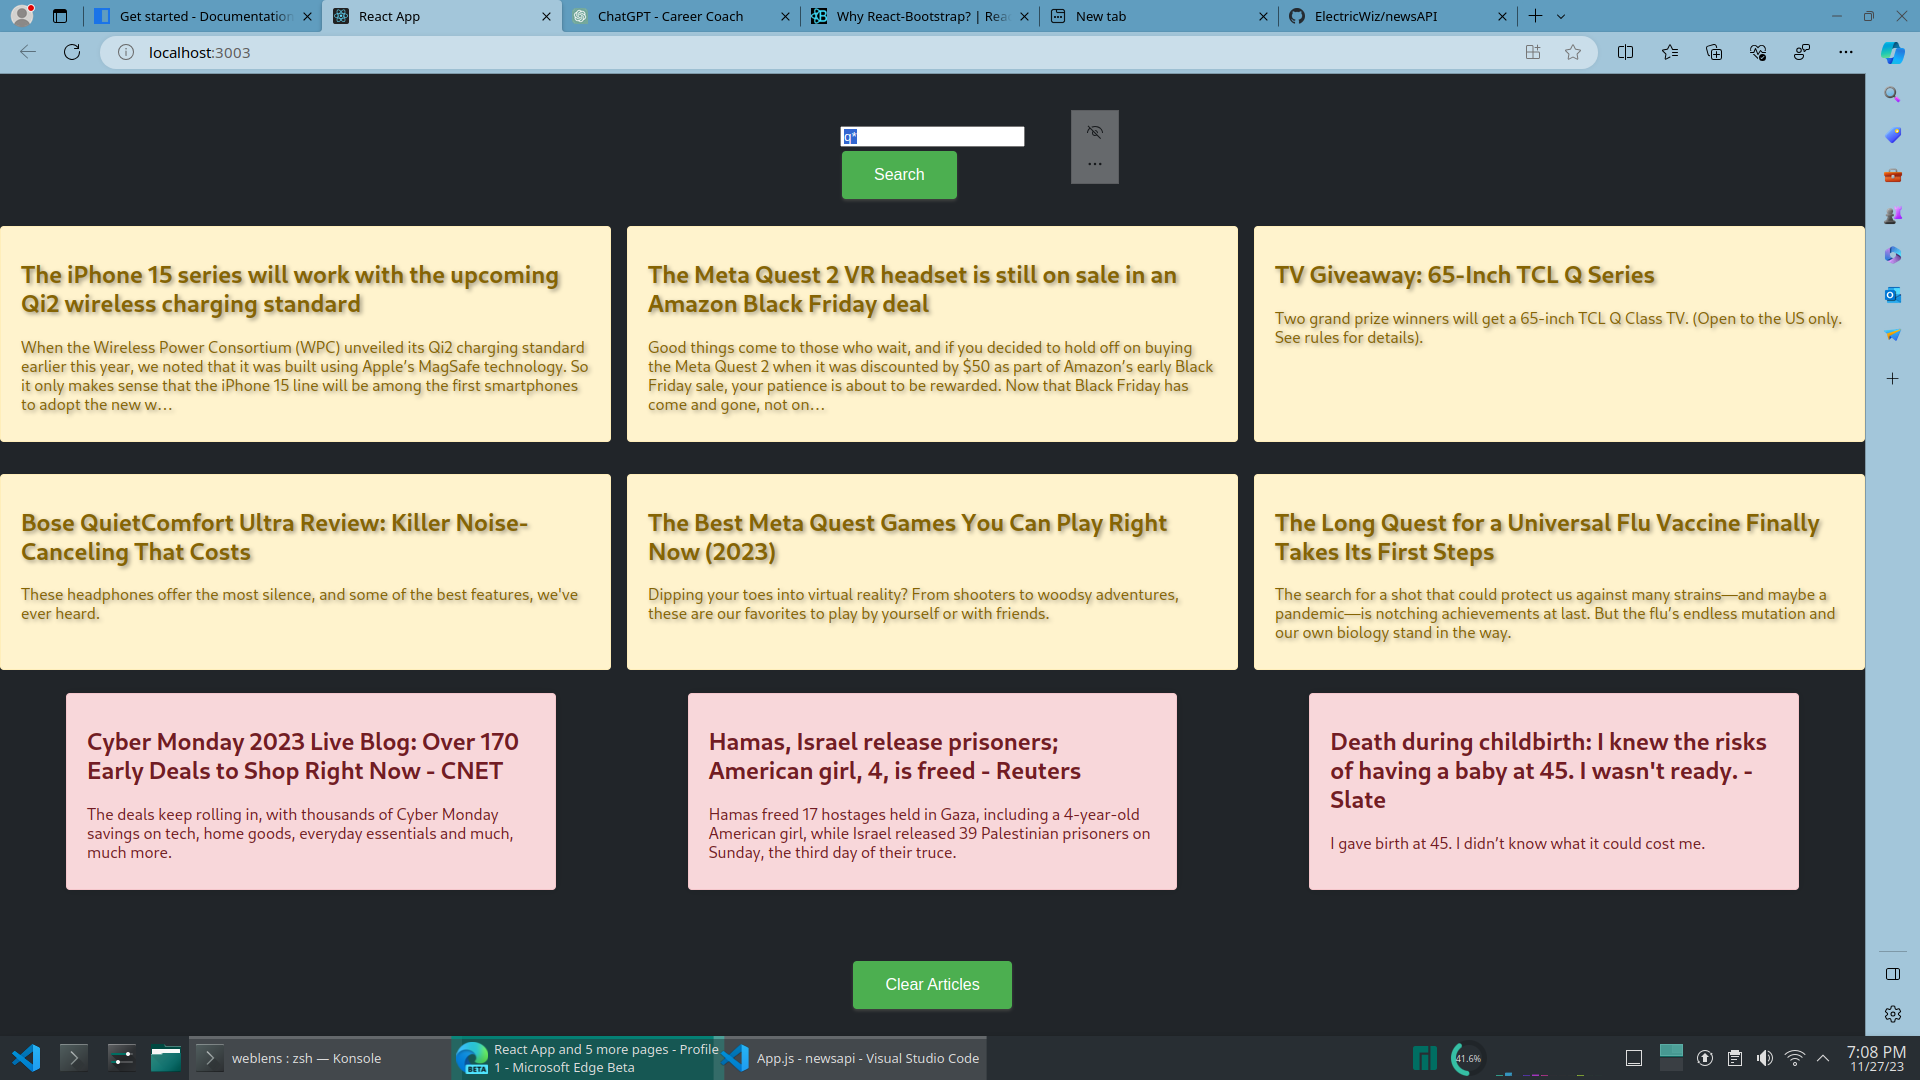 Get started - Documentation
React App
ChatGPT - Career Coach
Why React-Bootstrap? | Rea
New tab
ElectricWiz/newsAPI
localhost:3003
q*
Search
The iPhone 15 series will work with the upcoming
Qi2 wireless charging standard
When the Wireless Power Consortium (WPC) unveiled its Qi2 charging standard
earlier this year, we noted that it was built using Apple’s MagSafe technology. So
it only makes sense that the iPhone 15 line will be among the first smartphones
to adopt the new w…
The Meta Quest 2 VR headset is still on sale in an
Amazon Black Friday deal
Good things come to those who wait, and if you decided to hold off on buying
the Meta Quest 2 when it was discounted by $50 as part of Amazon’s early Black
Friday sale, your patience is about to be rewarded. Now that Black Friday has
come and gone, not on…
TV Giveaway: 65-Inch TCL Q Series
Two grand prize winners will get a 65-inch TCL Q Class TV. (Open to the US only.
See rules for details).
Bose QuietComfort Ultra Review: Killer Noise-
Canceling That Costs
These headphones offer the most silence, and some of the best features, we've
ever heard.
The Best Meta Quest Games You Can Play Right
Now (2023)
Dipping your toes into virtual reality? From shooters to woodsy adventures,
these are our favorites to play by yourself or with friends.
The Long Quest for a Universal Flu Vaccine Finally
Takes Its First Steps
The search for a shot that could protect us against many strains—and maybe a
pandemic—is notching achievements at last. But the flu’s endless mutation and
our own biology stand in the way.
Cyber Monday 2023 Live Blog: Over 170
Early Deals to Shop Right Now - CNET
The deals keep rolling in, with thousands of Cyber Monday
savings on tech, home goods, everyday essentials and much,
much more.
Hamas, Israel release prisoners;
American girl, 4, is freed - Reuters
Hamas freed 17 hostages held in Gaza, including a 4-year-old
American girl, while Israel released 39 Palestinian prisoners on
Sunday, the third day of their truce.
Death during childbirth: I knew the risks
of having a baby at 45. I wasn't ready. -
Slate
I gave birth at 45. I didn’t know what it could cost me.
Clear Articles
weblens : zsh — Konsole
BETA
React App and 5 more pages - Profile
1 - Microsoft Edge Beta
App.js - newsapi - Visual Studio Code
41.6%
7:08 PM
11/27/23